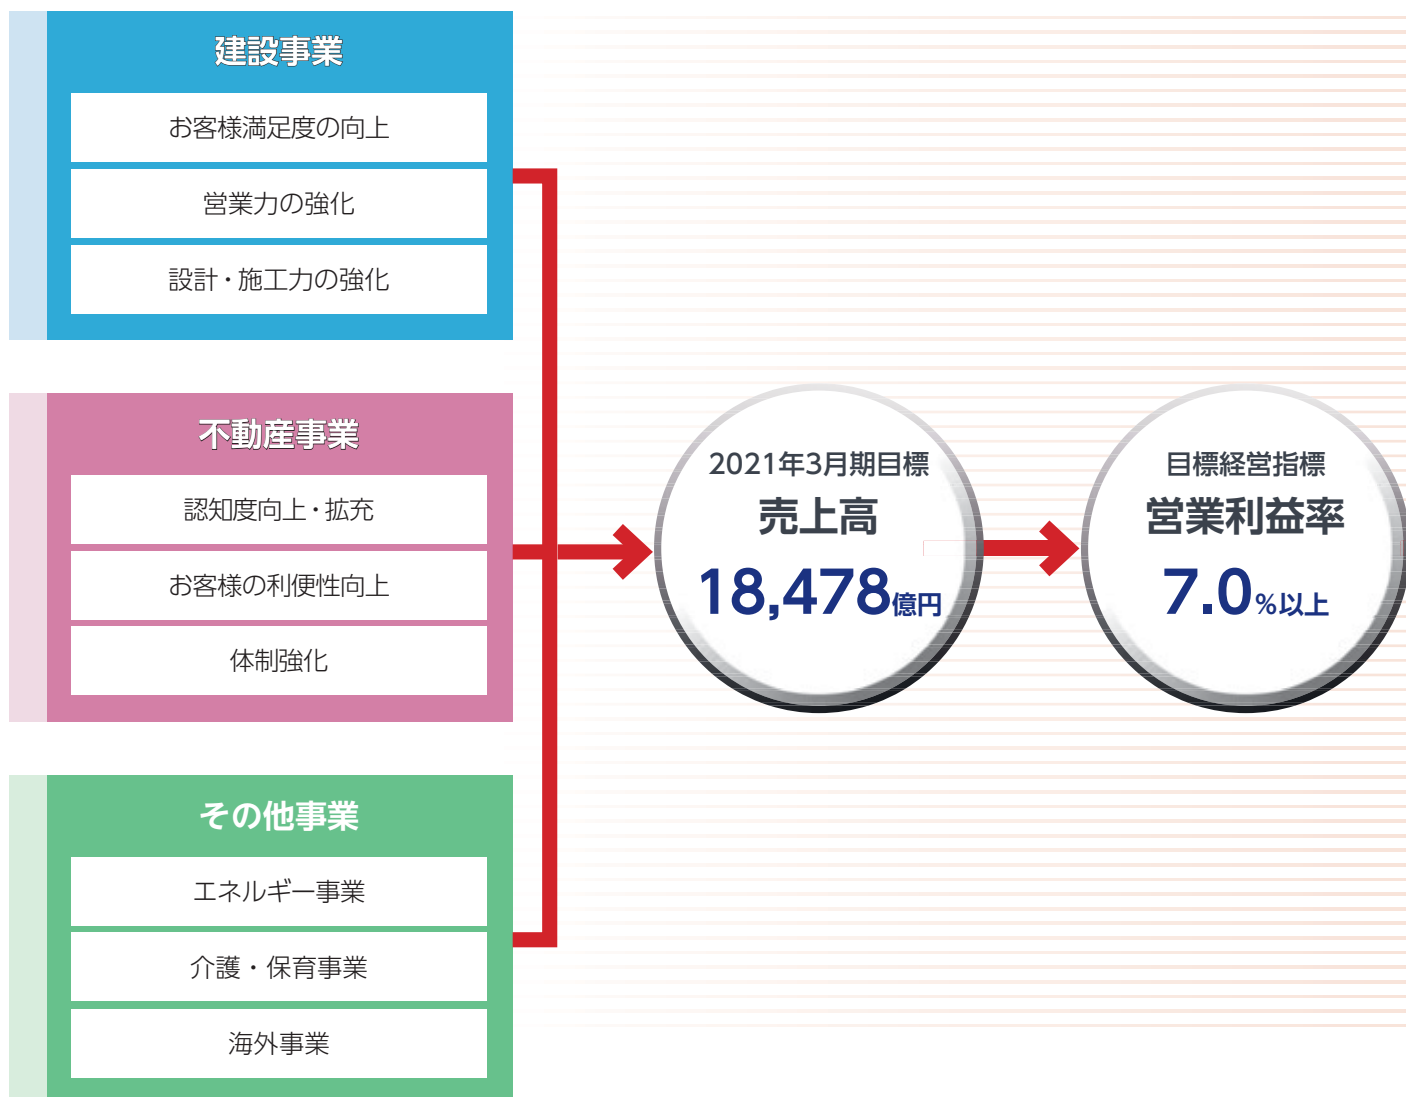 建設事業
お客様満足度の向上
営業力の強化
設計・施工力の強化
不動産事業
認知度向上・拡充
お客様の利便性向上
体制強化
その他事業
エネルギー事業
介護・保育事業
海外事業
2021年3月期目標
売上高
18,478億円
目標経営指標
営業利益率
7.0%以上